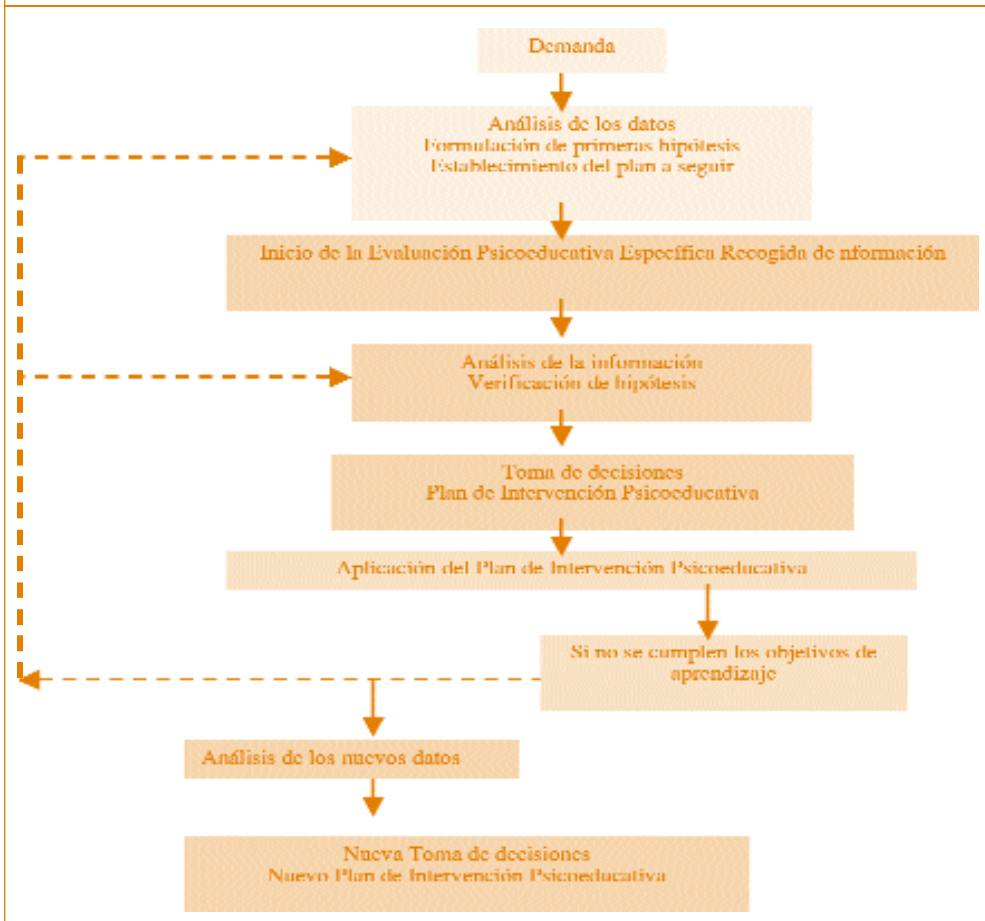 Demanda
Análisis de los datos
Formulación de primeras hipótesis
Establecimiento del plan a seguir
Inicio de la Evaluación Psicoeducativa Específica Recogida de nformación
Análisis de la información
Verificación de hipótesis
Toma de decisiones
Plan de Intervención Psicoeducativa
Aplicación del Plan de Intervención Psicoeducativa
Si no se cumplen los objetivos de
aprendizaje
Análisis de los nuevos datos
Nueva Toma de decisiones
Nuevo Plan de Intervención Psicoeducativa